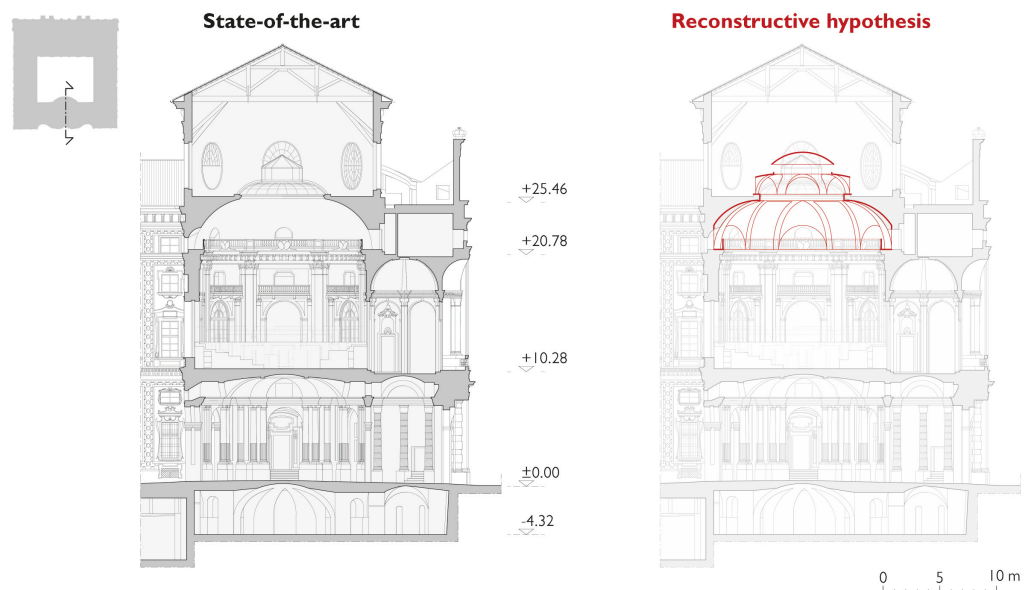 State-of-the-art
Reconstructive hypothesis
+25.46
+20.78
+10.28
±0.00
-4.32
0 5 10 m